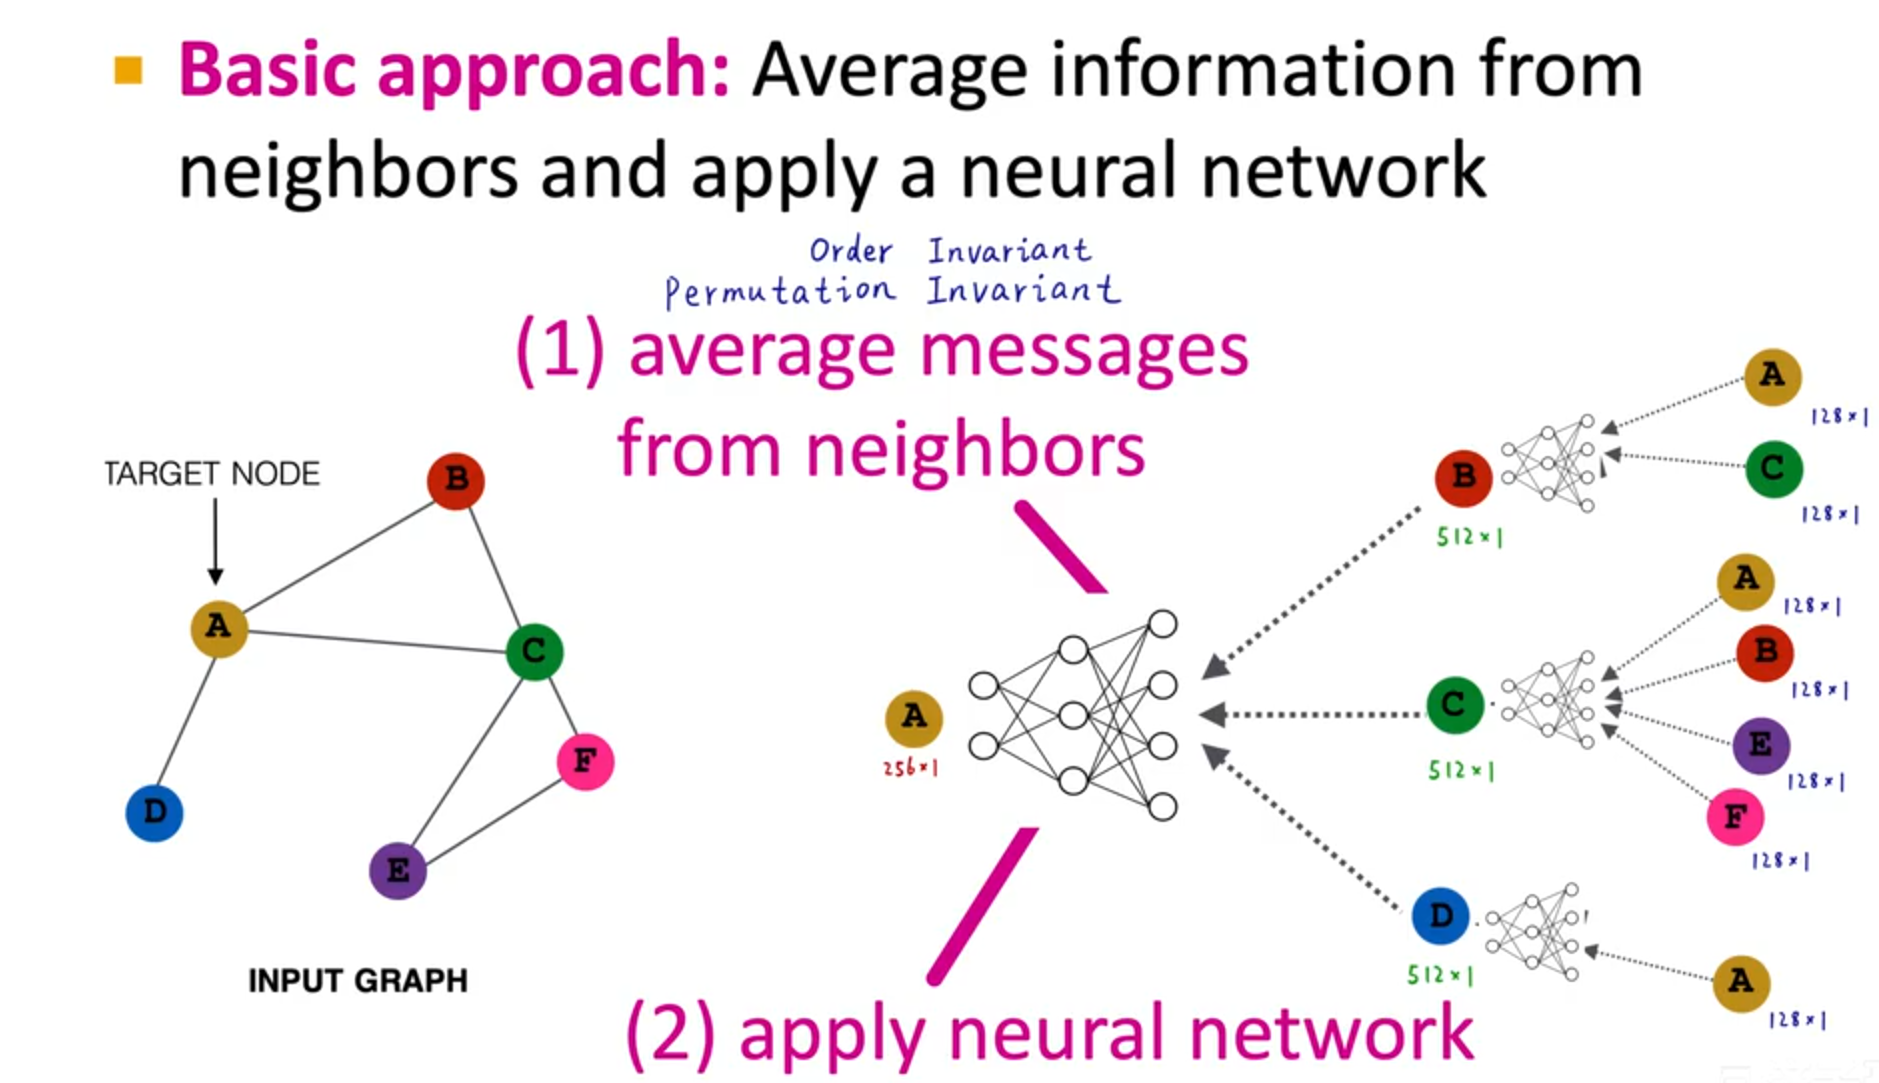 Basic approach: Average information from
neighbors and apply a neural network
Order Invariant
Permutation Invariant
(1) average messages
from neighbors
TARGET NODE
A
B
C
D
E
F
INPUT GRAPH
A
256×1
B
512×1
A
128×1
C
128×1
C
512×1
A
128×1
B
128×1
E
128×1
F
128×1
D
512×1
A
128×1
(2) apply neural network